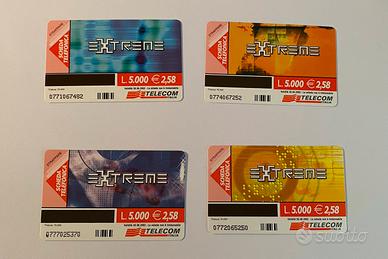 SCHEDA TELEFONICA
EXTREME
L. 5.000 € 2,58
0771067482
TELECOM
SCHEDA TELEFONICA
EXTREME
L. 5.000 € 2,58
0774067252
TELECOM
SCHEDA TELEFONICA
EXTREME
L. 5.000 € 2,58
0777025370
TELECOM
SCHEDA TELEFONICA
EXTREME
L. 5.000 € 2,58
0772065250
TELECOM
subito